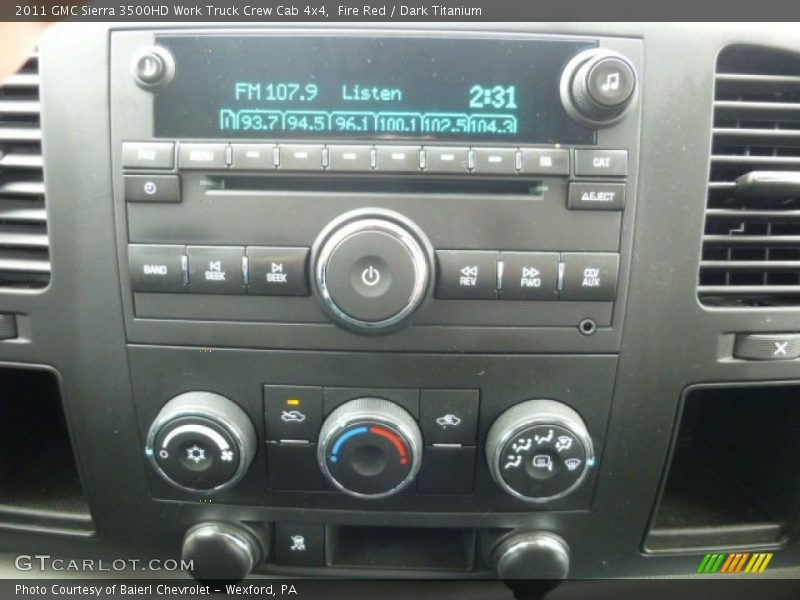 2011 GMC Sierra 3500HD Work Truck Crew Cab 4x4, Fire Red / Dark Titanium
FM 107.9 Listen 2:31
93.7 94.5 96.1 100.1 102.5 104.3
FAV MENU CAT
EJECT
BAND SEEK SEEK REV FWD CD/AUX
X
GTCARLOT.COM
Photo Courtesy of Baierl Chevrolet - Wexford, PA